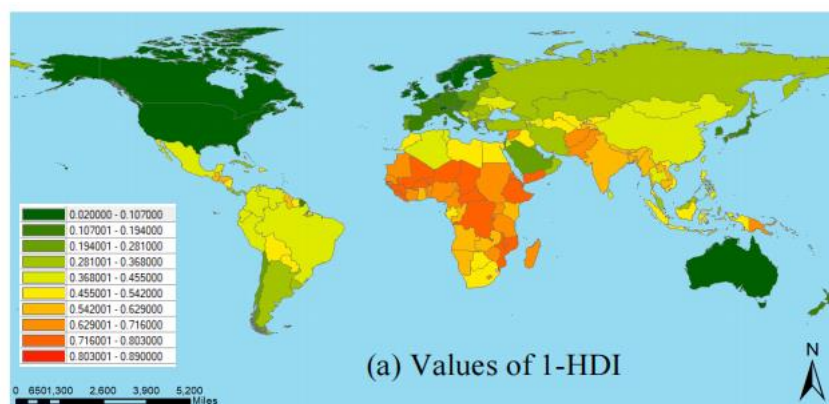 0.020000 - 0.107000
0.107001 - 0.194000
0.194001 - 0.281000
0.281001 - 0.368000
0.368001 - 0.455000
0.455001 - 0.542000
0.542001 - 0.629000
0.629001 - 0.716000
0.716001 - 0.803000
0.803001 - 0.890000
(a) Values of 1-HDI
N
0 6501,300 2,600 3,900 5,200
Miles